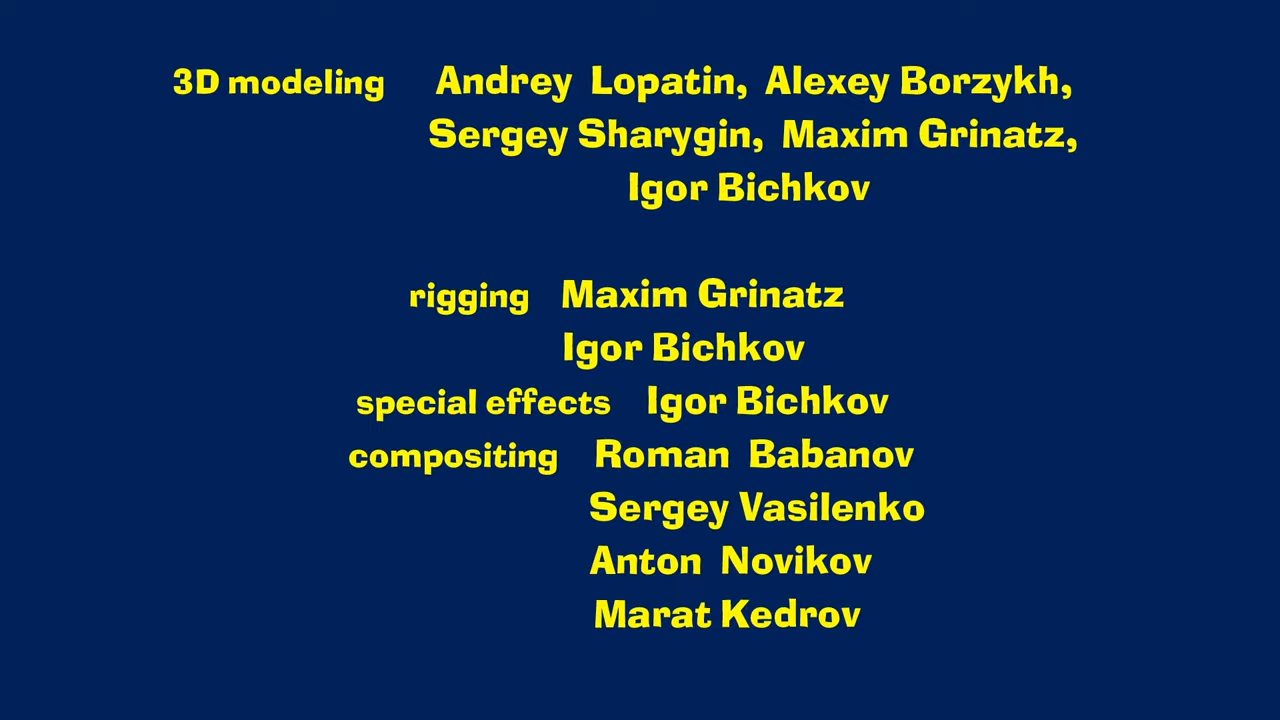 3D modeling Andrey Lopatin, Alexey Borzykh,
Sergey Sharygin, Maxim Grinatz,
Igor Bichkov
rigging Maxim Grinatz
Igor Bichkov
special effects Igor Bichkov
compositing Roman Babanov
Sergey Vasilenko
Anton Novikov
Marat Kedrov